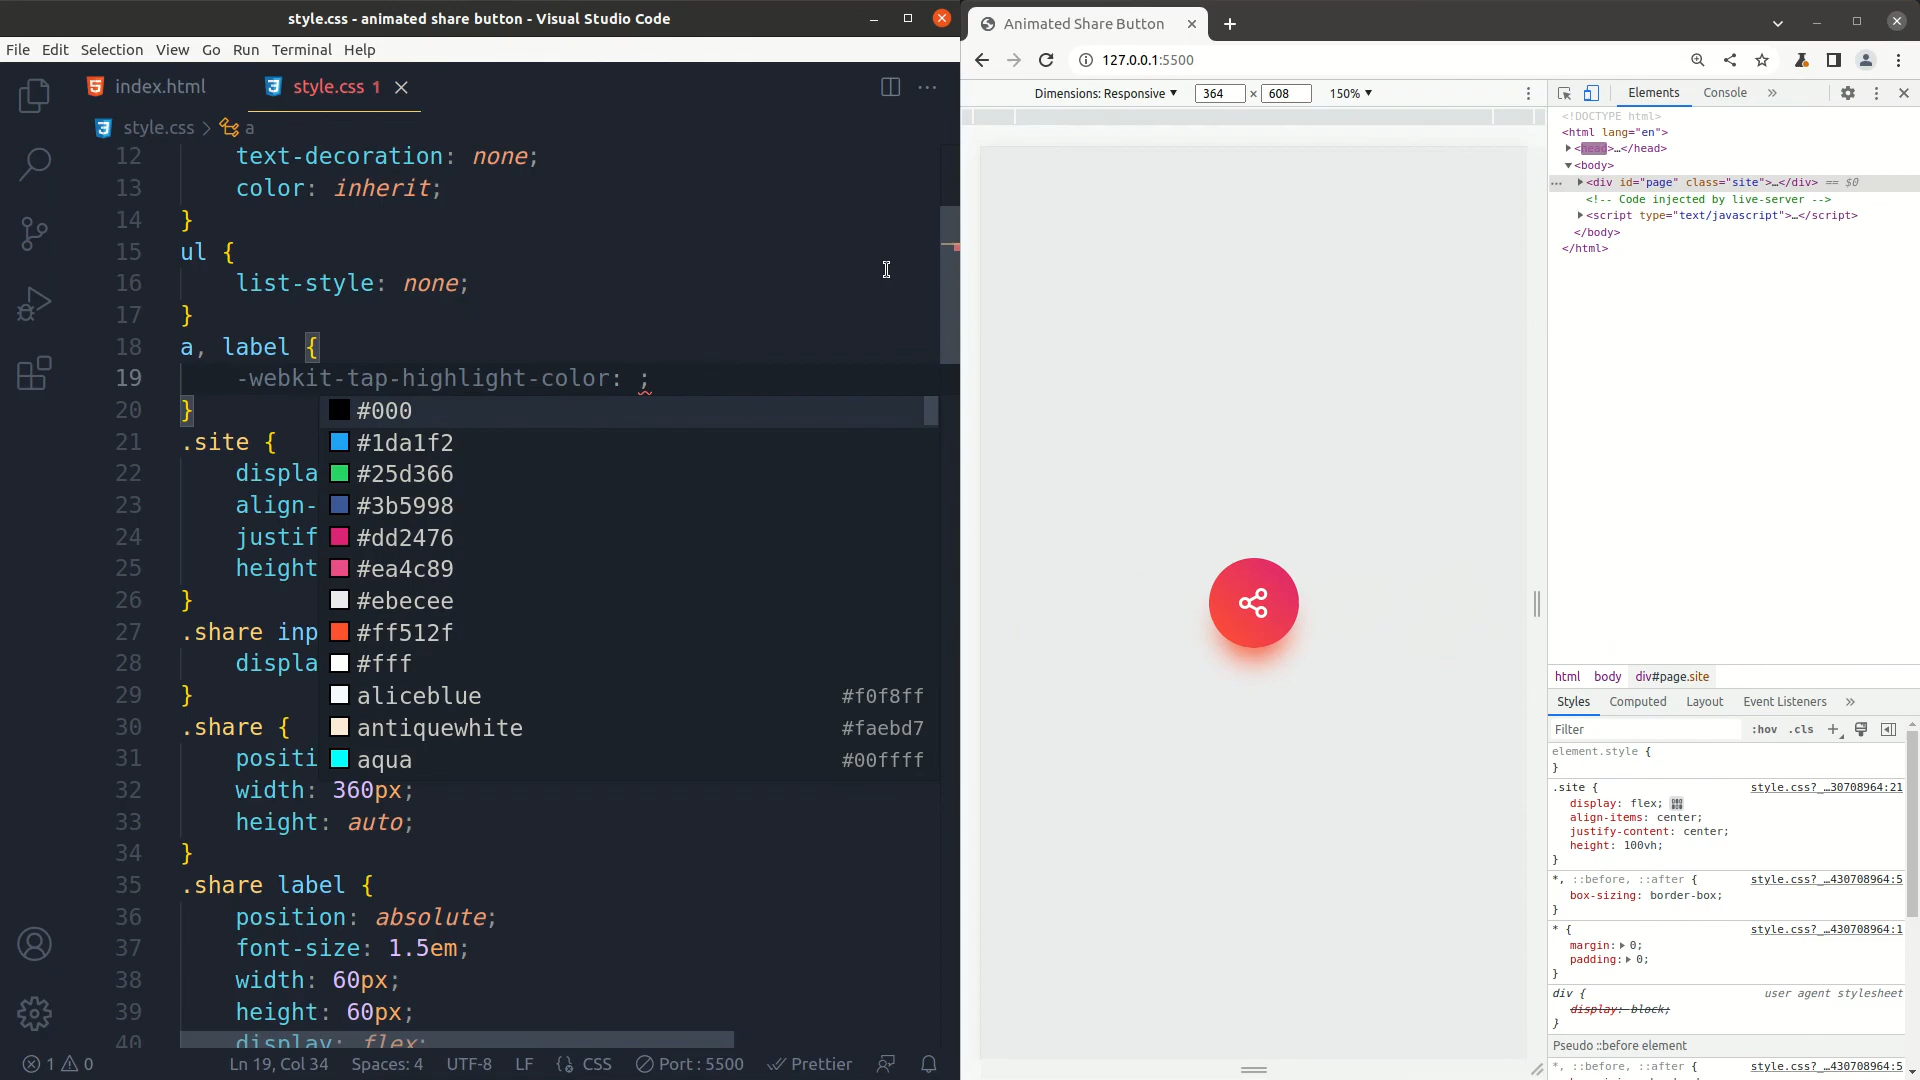 style.css - animated share button - Visual Studio Code
File Edit Selection View Go Run Terminal Help
index.html
style.css 1
style.css > a
12 text-decoration: none;
13 color: inherit;
14 }
15 ul {
16 list-style: none;
17 }
18 a, label {
19 -webkit-tap-highlight-color: ;
20 }
#000
#1da1f2
#25d366
#3b5998
#dd2476
#ea4c89
#ebecee
#ff512f
#fff
aliceblue #f0f8ff
antiquewhite #faebd7
aqua #00ffff
21 .site {
22 displa
23 align-
24 justif
25 height
26 }
27 .share inp
28 displa
29 }
30 .share {
31 positi
32 width: 360px;
33 height: auto;
34 }
35 .share label {
36 position: absolute;
37 font-size: 1.5em;
38 width: 60px;
39 height: 60px;
40 display: flex;
1 0 Ln 19, Col 34 Spaces: 4 UTF-8 LF CSS Port : 5500 Prettier
Animated Share Button
127.0.0.1:5500
Dimensions: Responsive 364 × 608 150%
Elements Console »
<!DOCTYPE html>
<html lang="en">
<head>…</head>
<body>
<div id="page" class="site">…</div> == $0
<!-- Code injected by live-server -->
<script type="text/javascript">…</script>
</body>
</html>
html body div#page.site
Styles Computed Layout Event Listeners »
Filter :hov .cls +
element.style {
}
.site { style.css?_…30708964:21
display: flex;
align-items: center;
justify-content: center;
height: 100vh;
}
*, ::before, ::after { style.css?_…430708964:5
box-sizing: border-box;
}
* { style.css?_…430708964:1
margin: 0;
padding: 0;
}
div { user agent stylesheet
display: block;
}
Pseudo ::before element
*, ::before, ::after { style.css?_…430708964:5